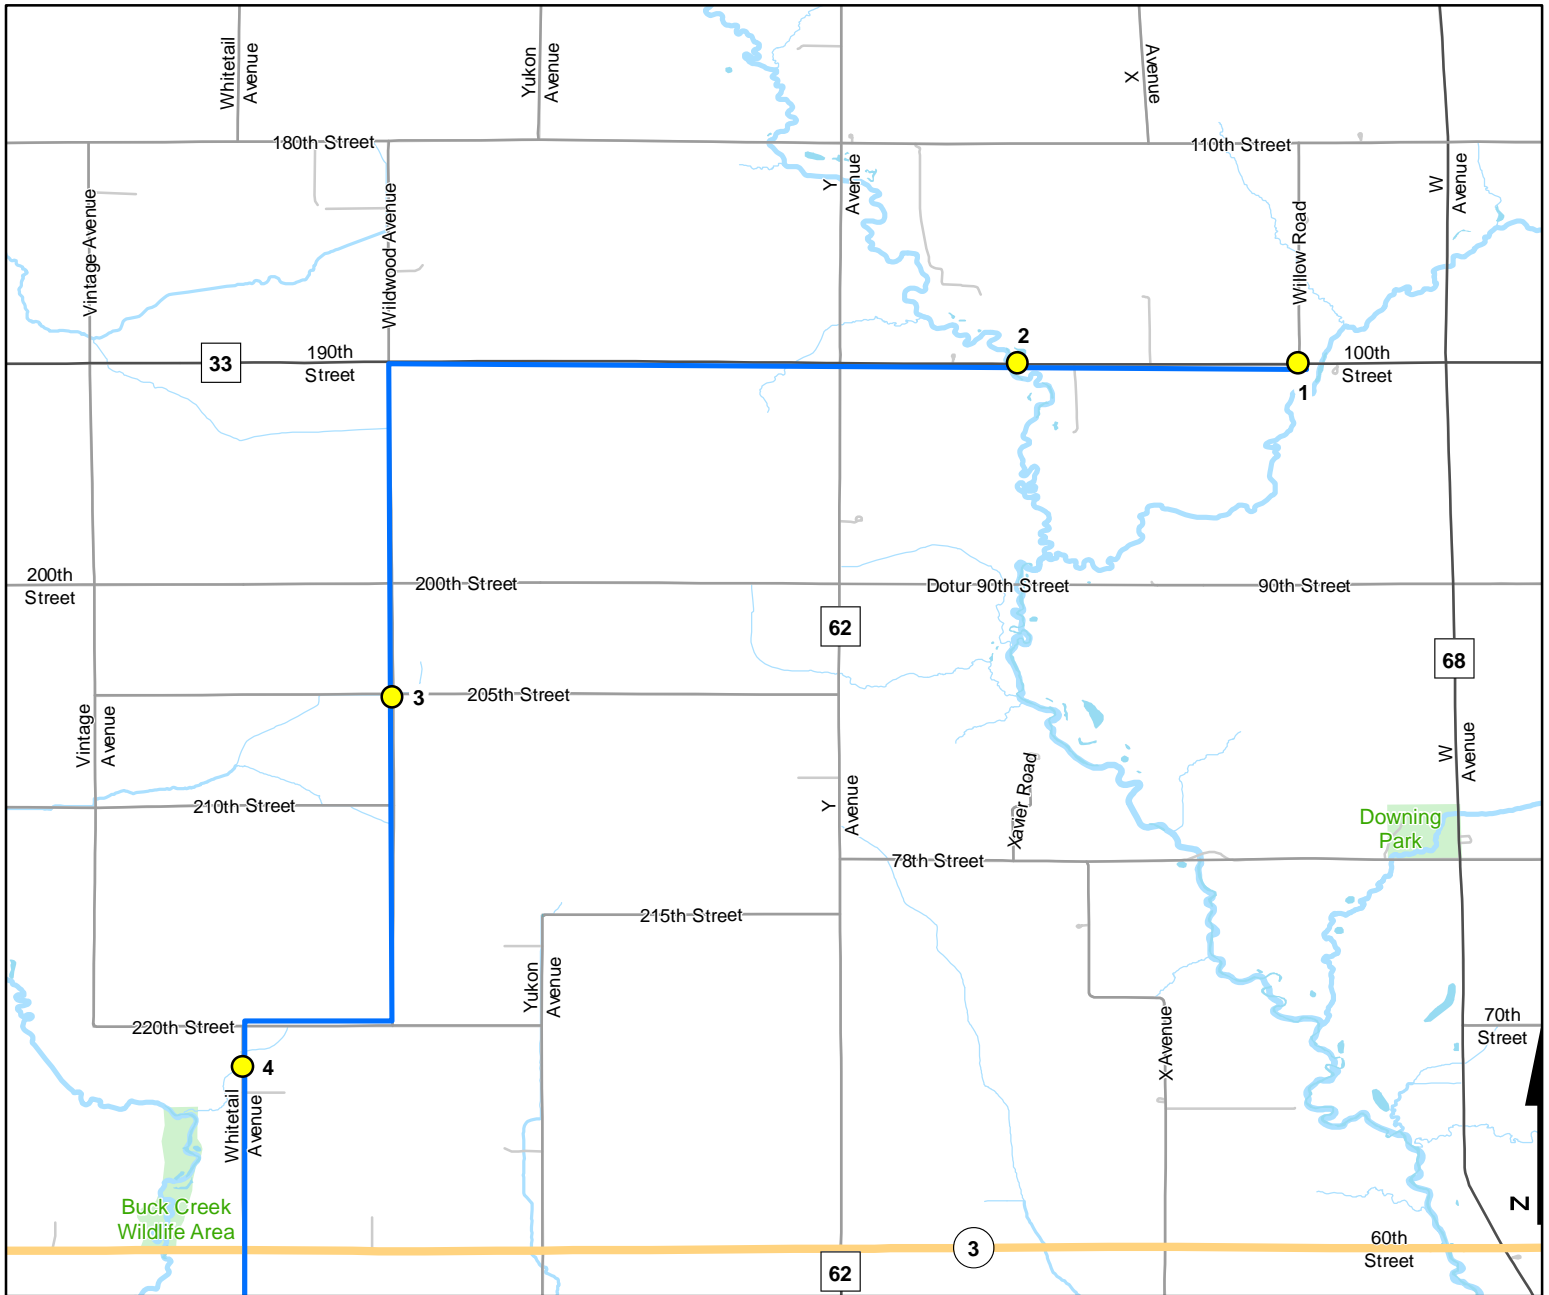 Whitetail
Avenue
Yukon
Avenue
X
Avenue
180th Street
110th Street
Vintage Avenue
Wildwood Avenue
Y
Avenue
Willow Road
W
Avenue
33
190th
Street
2
1
100th
Street
200th
Street
200th Street
Dotur 90th Street
90th Street
62
68
3
205th Street
Vintage
Avenue
W
Avenue
210th Street
Y
Avenue
Xavier Road
Downing
Park
78th Street
215th Street
Yukon
Avenue
220th Street
X Avenue
70th
Street
4
Whitetail
Avenue
Buck Creek
Wildlife Area
N
3
60th
Street
62